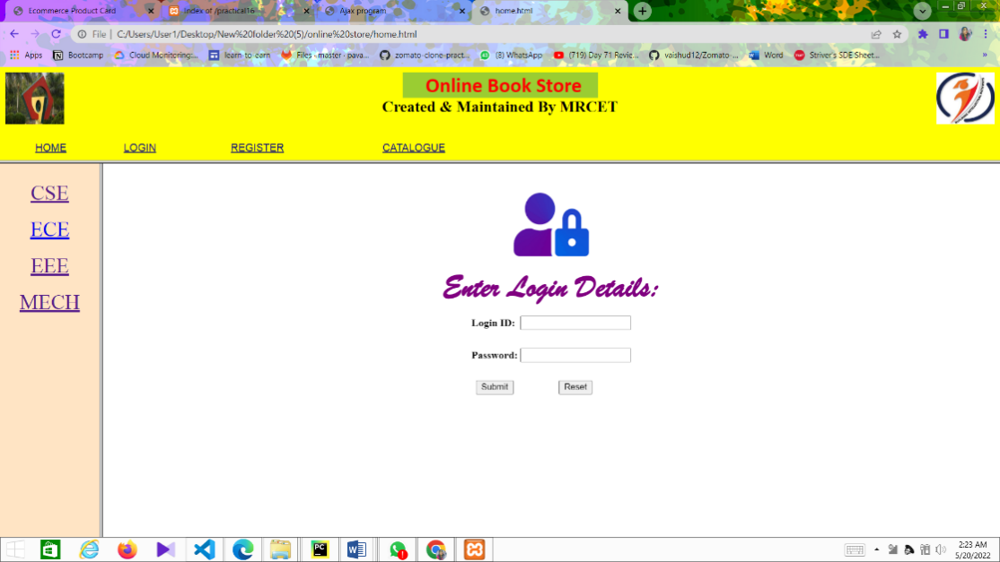 Ecommerce Product Card
Index of /practical16
Ajax program
home.html
File | C:/Users/User1/Desktop/New%20folder%20(5)/online%20store/home.html
Apps Bootcamp Cloud Monitoring:... learn-to-earn Files · master · pava... zomato-clone-pract... (8) WhatsApp (719) Day 71 Revie... vaishud12/Zomato-... Word Striver's SDE Sheet... »
Online Book Store
Created & Maintained By MRCET
HOME LOGIN REGISTER CATALOGUE
CSE
ECE
EEE
MECH
Enter Login Details:
Login ID:
Password:
Submit Reset
PC
2:23 AM
5/20/2022